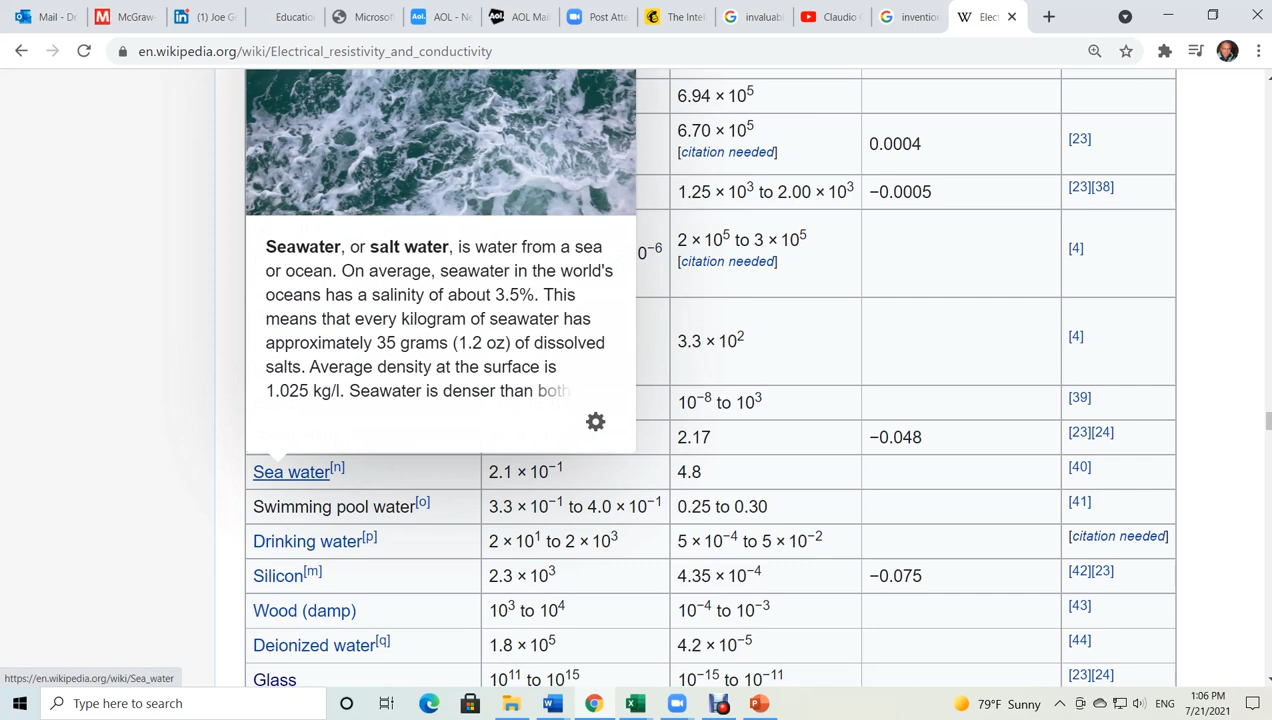 Mail - Dr
McGraw
(1) Joe G
Education
Microsof
AOL - Ne
AOL Mai
Post Atte
The Inte
invaluabl
Claudio C
invention
Elect
en.wikipedia.org/wiki/Electrical_resistivity_and_conductivity
6.94 × 10⁵
6.70 × 10⁵
[citation needed]
0.0004
[23]
1.25 × 10³ to 2.00 × 10³ −0.0005 [23][38]
Seawater, or salt water, is water from a sea
or ocean. On average, seawater in the world's
oceans has a salinity of about 3.5%. This
means that every kilogram of seawater has
approximately 35 grams (1.2 oz) of dissolved
salts. Average density at the surface is
1.025 kg/l. Seawater is denser than both
0⁻⁶ 2 × 10⁵ to 3 × 10⁵
[citation needed]
[4]
3.3 × 10² [4]
10⁻⁸ to 10³ [39]
2.17 −0.048 [23][24]
Sea water[n] 2.1 × 10⁻¹ 4.8 [40]
Swimming pool water[o] 3.3 × 10⁻¹ to 4.0 × 10⁻¹ 0.25 to 0.30 [41]
Drinking water[p] 2 × 10¹ to 2 × 10³ 5 × 10⁻⁴ to 5 × 10⁻² [citation needed]
Silicon[m] 2.3 × 10³ 4.35 × 10⁻⁴ −0.075 [42][23]
Wood (damp) 10³ to 10⁴ 10⁻⁴ to 10⁻³ [43]
Deionized water[q] 1.8 × 10⁵ 4.2 × 10⁻⁵ [44]
Glass 10¹¹ to 10¹⁵ 10⁻¹⁵ to 10⁻¹¹ [23][24]
https://en.wikipedia.org/wiki/Sea_water
Type here to search
79°F Sunny
ENG
1:06 PM
7/21/2021